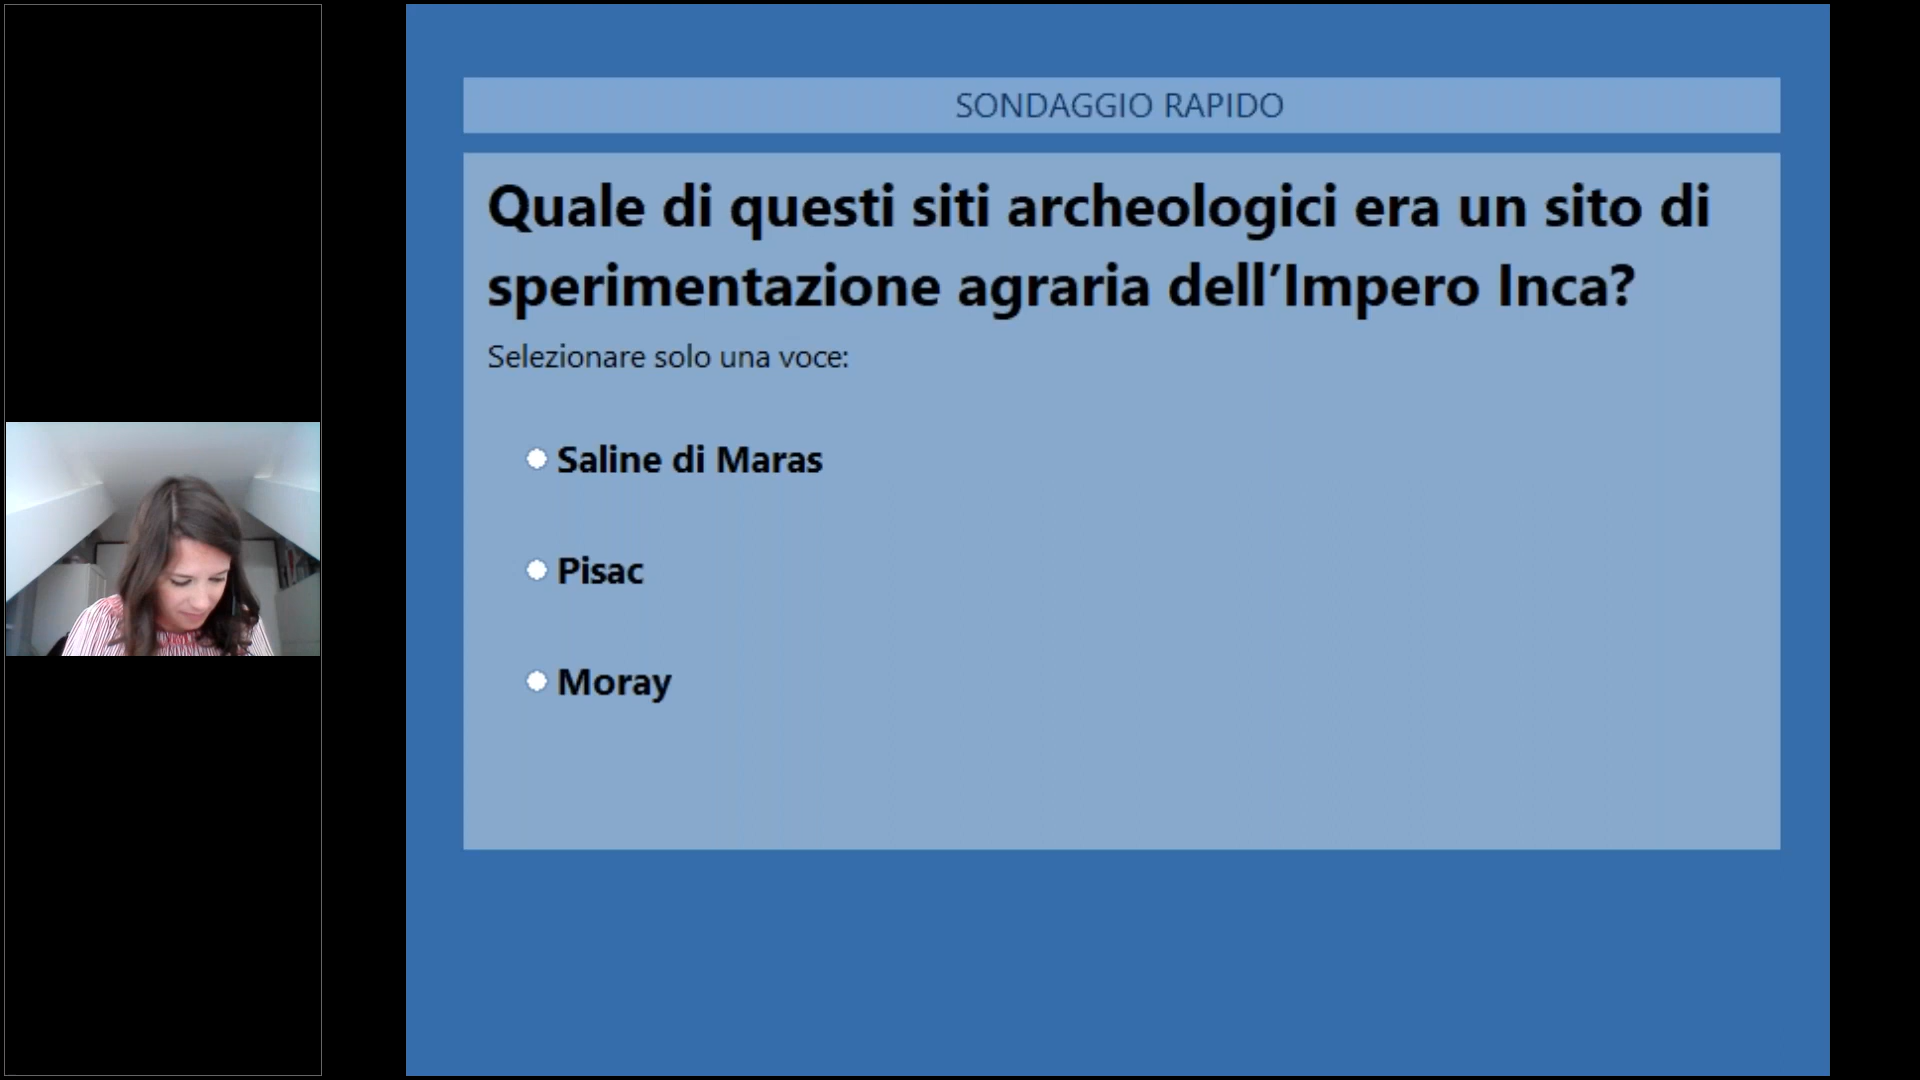 SONDAGGIO RAPIDO
Quale di questi siti archeologici era un sito di
sperimentazione agraria dell’Impero Inca?
Selezionare solo una voce:
Saline di Maras
Pisac
Moray